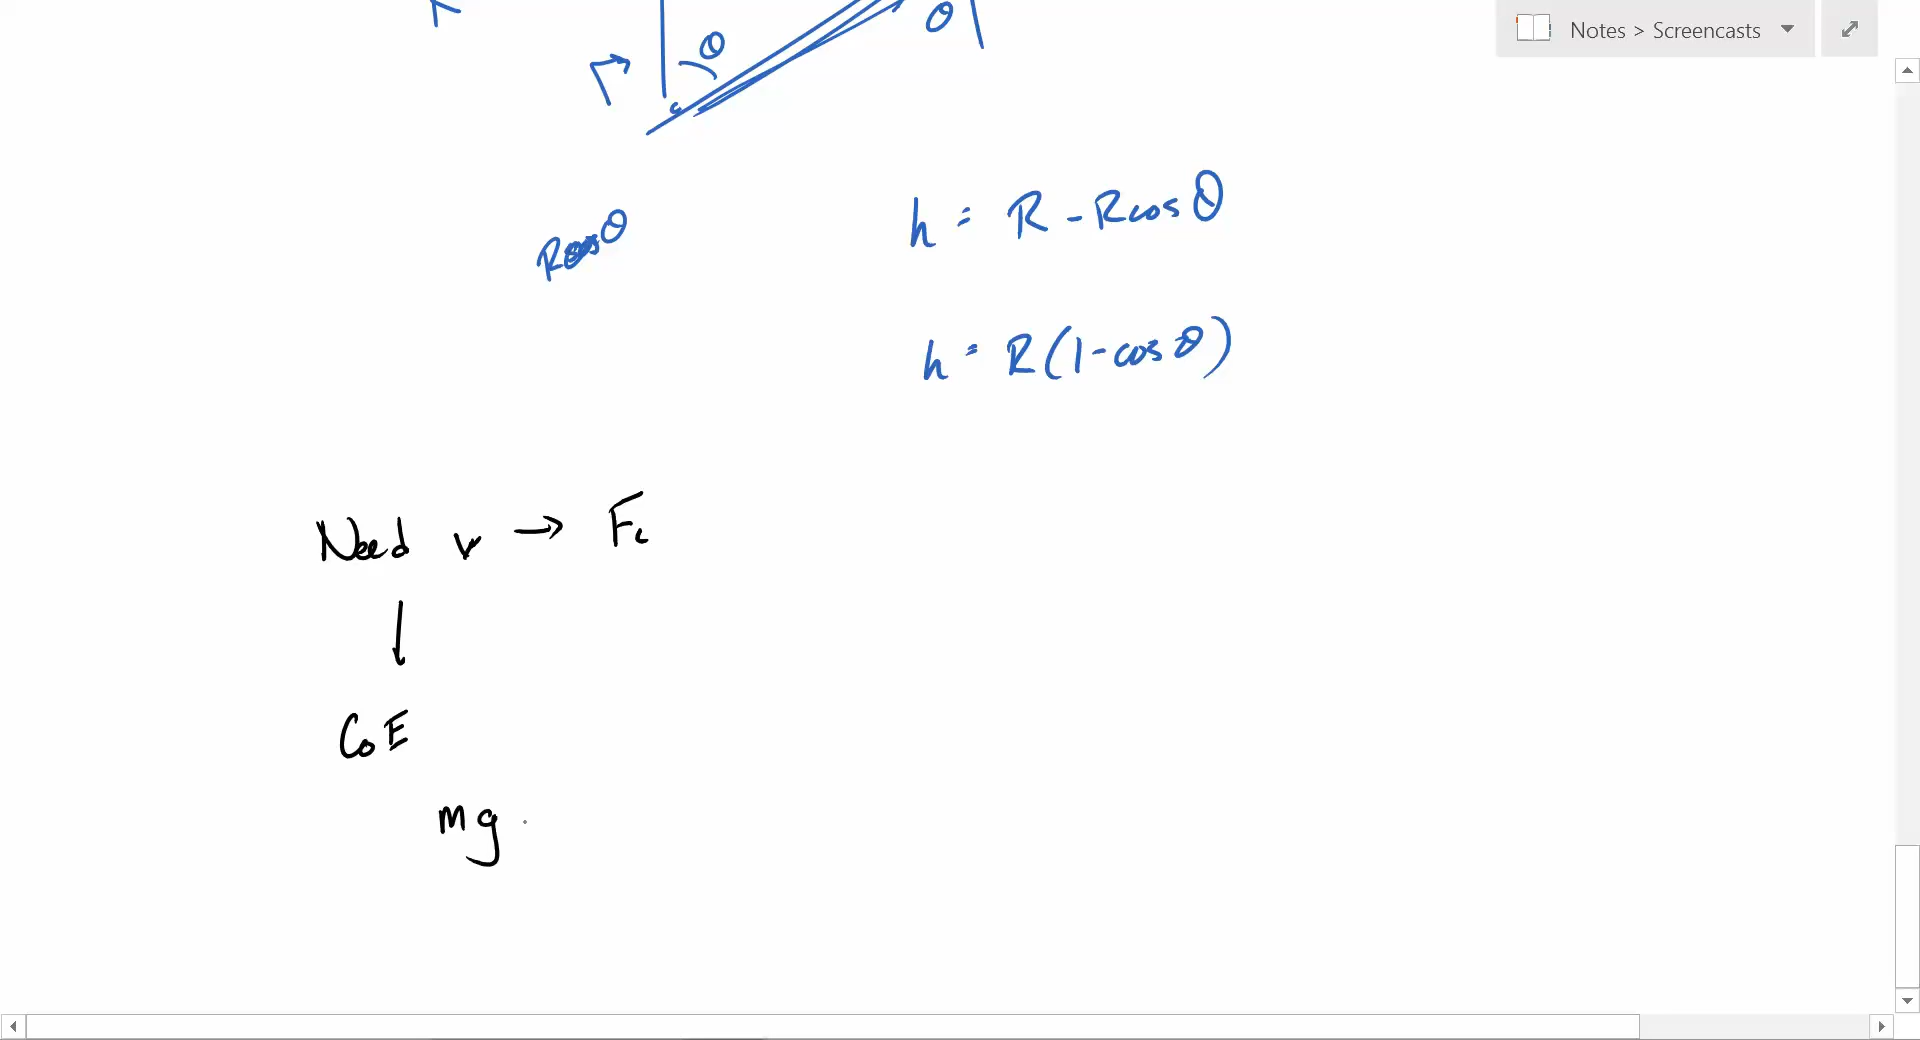 Notes > Screencasts
θ
θ
R
h = R - Rcosθ
Rcosθ
h = R(1-cosθ)
Need v → Fc
CoE
mg